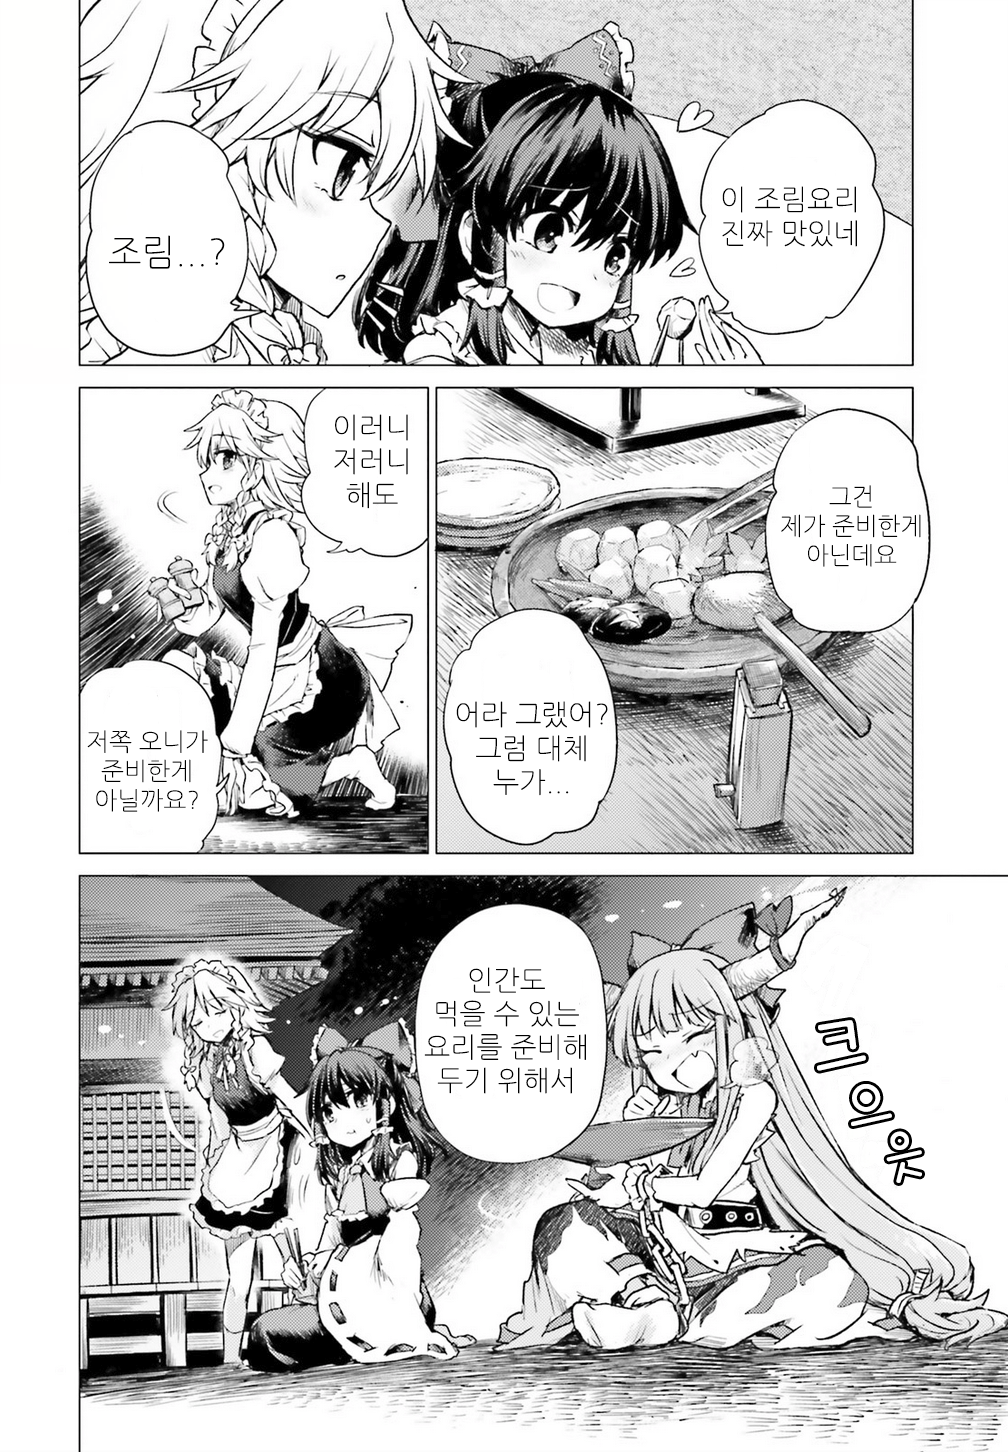 이 조림요리
진짜 맛있네
조림...?
그건
제가 준비한게
아닌데요
어라 그랬어?
그럼 대체
누가...
이러니
저러니
해도
저쪽 오니가
준비한게
아닐까요?
인간도
먹을 수 있는
요리를 준비해
두기 위해서
크으읏